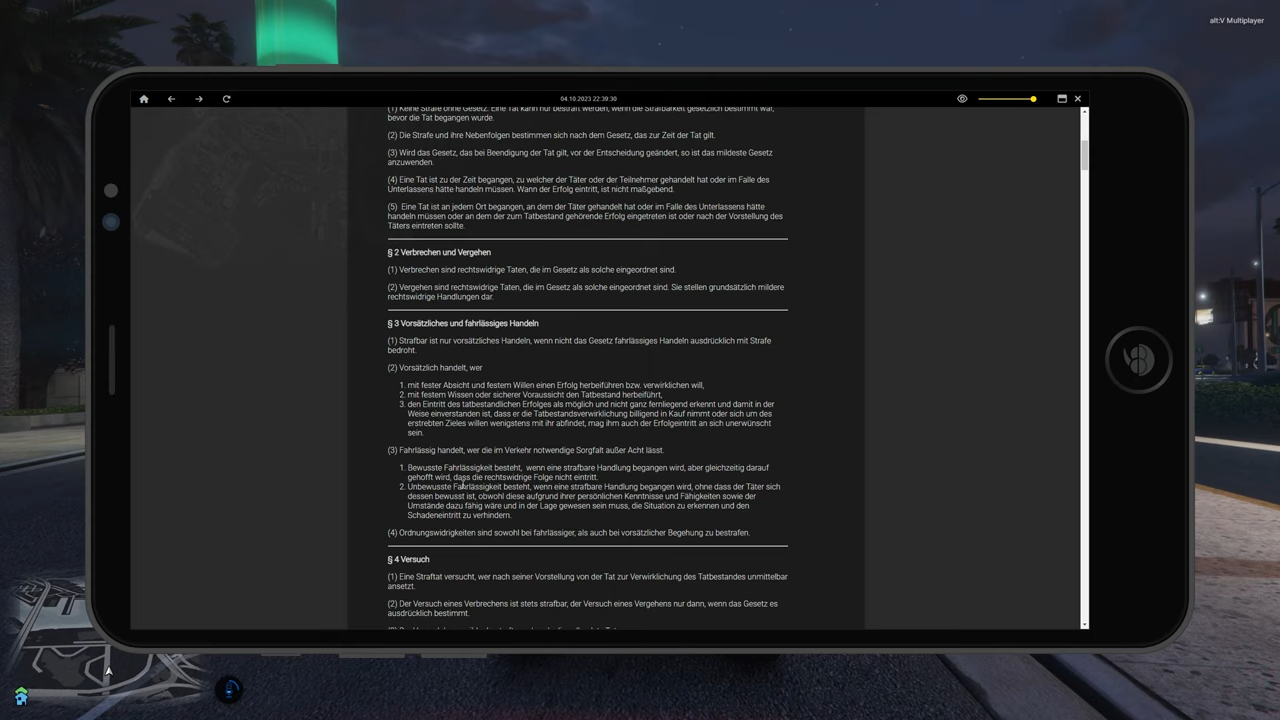 alt:V Multiplayer
04.10.2023 22:39:30
(1) Keine Strafe ohne Gesetz. Eine Tat kann nur bestraft werden, wenn die Strafbarkeit gesetzlich bestimmt war,
bevor die Tat begangen wurde.
(2) Die Strafe und ihre Nebenfolgen bestimmen sich nach dem Gesetz, das zur Zeit der Tat gilt.
(3) Wird das Gesetz, das bei Beendigung der Tat gilt, vor der Entscheidung geändert, so ist das mildeste Gesetz
anzuwenden.
(4) Eine Tat ist zu der Zeit begangen, zu welcher der Täter oder der Teilnehmer gehandelt hat oder im Falle des
Unterlassens hätte handeln müssen. Wann der Erfolg eintritt, ist nicht maßgebend.
(5) Eine Tat ist an jedem Ort begangen, an dem der Täter gehandelt hat oder im Falle des Unterlassens hätte
handeln müssen oder an dem der zum Tatbestand gehörende Erfolg eingetreten ist oder nach der Vorstellung des
Täters eintreten sollte.
§ 2 Verbrechen und Vergehen
(1) Verbrechen sind rechtswidrige Taten, die im Gesetz als solche eingeordnet sind.
(2) Vergehen sind rechtswidrige Taten, die im Gesetz als solche eingeordnet sind. Sie stellen grundsätzlich mildere
rechtswidrige Handlungen dar.
§ 3 Vorsätzliches und fahrlässiges Handeln
(1) Strafbar ist nur vorsätzliches Handeln, wenn nicht das Gesetz fahrlässiges Handeln ausdrücklich mit Strafe
bedroht.
(2) Vorsätzlich handelt, wer
1. mit fester Absicht und festem Willen einen Erfolg herbeiführen bzw. verwirklichen will,
2. mit festem Wissen oder sicherer Voraussicht den Tatbestand herbeiführt,
3. den Eintritt des tatbestandlichen Erfolges als möglich und nicht ganz fernliegend erkennt und damit in der
Weise einverstanden ist, dass er die Tatbestandsverwirklichung billigend in Kauf nimmt oder sich um des
erstrebten Zieles willen wenigstens mit ihr abfindet, mag ihm auch der Erfolgeintritt an sich unerwünscht
sein.
(3) Fahrlässig handelt, wer die im Verkehr notwendige Sorgfalt außer Acht lässt.
1. Bewusste Fahrlässigkeit besteht, wenn eine strafbare Handlung begangen wird, aber gleichzeitig darauf
gehofft wird, dass die rechtswidrige Folge nicht eintritt.
2. Unbewusste Fahrlässigkeit besteht, wenn eine strafbare Handlung begangen wird, ohne dass der Täter sich
dessen bewusst ist, obwohl diese aufgrund ihrer persönlichen Kenntnisse und Fähigkeiten sowie der
Umstände dazu fähig wäre und in der Lage gewesen sein muss, die Situation zu erkennen und den
Schadeneintritt zu verhindern.
(4) Ordnungswidrigkeiten sind sowohl bei fahrlässiger, als auch bei vorsätzlicher Begehung zu bestrafen.
§ 4 Versuch
(1) Eine Straftat versucht, wer nach seiner Vorstellung von der Tat zur Verwirklichung des Tatbestandes unmittelbar
ansetzt.
(2) Der Versuch eines Verbrechens ist stets strafbar, der Versuch eines Vergehens nur dann, wenn das Gesetz es
ausdrücklich bestimmt.